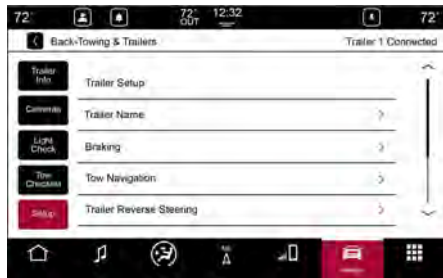 72°
72°
OUT
12:32
72°
Back-Towing & Trailers
Trailer 1 Connected
Trailer
Info
Trailer Setup
Cameras
Trailer Name
Light
Check
Braking
Tow
Checklist
Tow Navigation
Setup
Trailer Reverse Steering